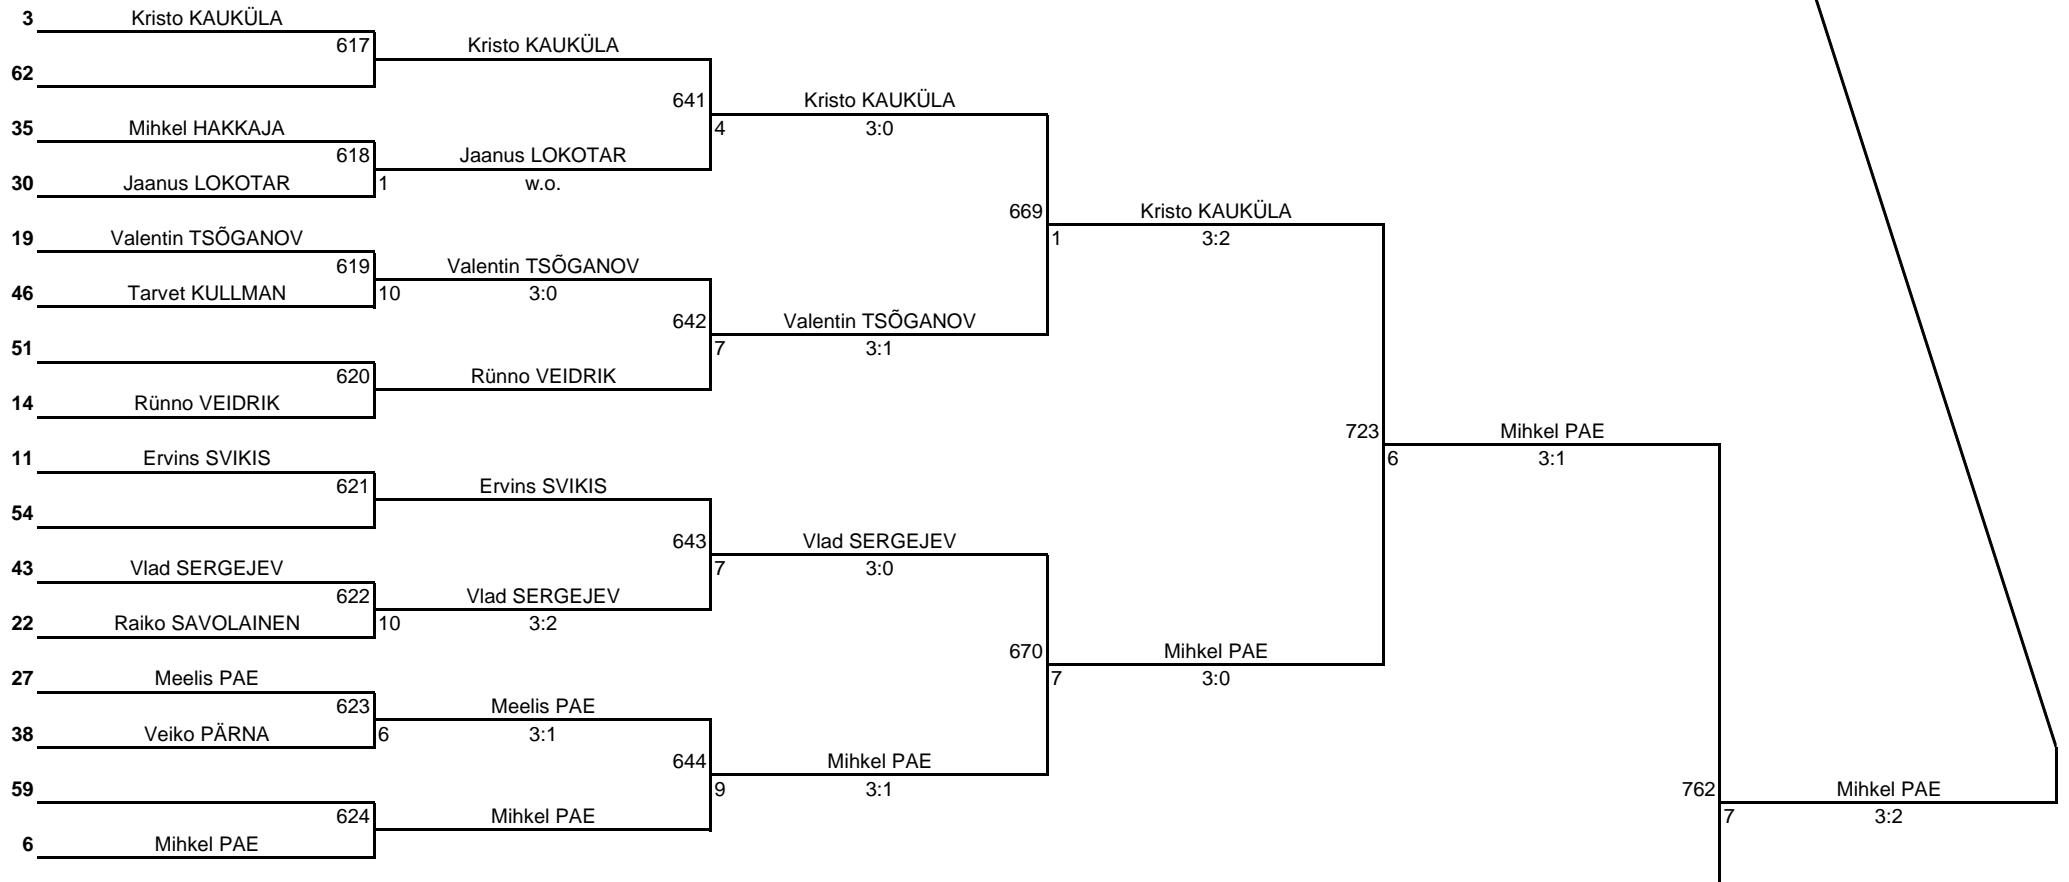 3 Kristo KAUKÜLA
617 Kristo KAUKÜLA
62
641 Kristo KAUKÜLA
35 Mihkel HAKKAJA 4 3:0
618 Jaanus LOKOTAR
30 Jaanus LOKOTAR 1 w.o.
669 Kristo KAUKÜLA
19 Valentin TSÕGANOV 1 3:2
619 Valentin TSÕGANOV
46 Tarvet KULLMAN 10 3:0
642 Valentin TSÕGANOV
51 7 3:1
620 Rünno VEIDRIK
14 Rünno VEIDRIK
723 Mihkel PAE
11 Ervins SVIKIS 6 3:1
621 Ervins SVIKIS
54
643 Vlad SERGEJEV
43 Vlad SERGEJEV 7 3:0
622 Vlad SERGEJEV
22 Raiko SAVOLAINEN 10 3:2
670 Mihkel PAE
27 Meelis PAE 7 3:0
623 Meelis PAE
38 Veiko PÄRNA 6 3:1
644 Mihkel PAE
59 9 3:1 762 Mihkel PAE
624 Mihkel PAE 7 3:2
6 Mihkel PAE